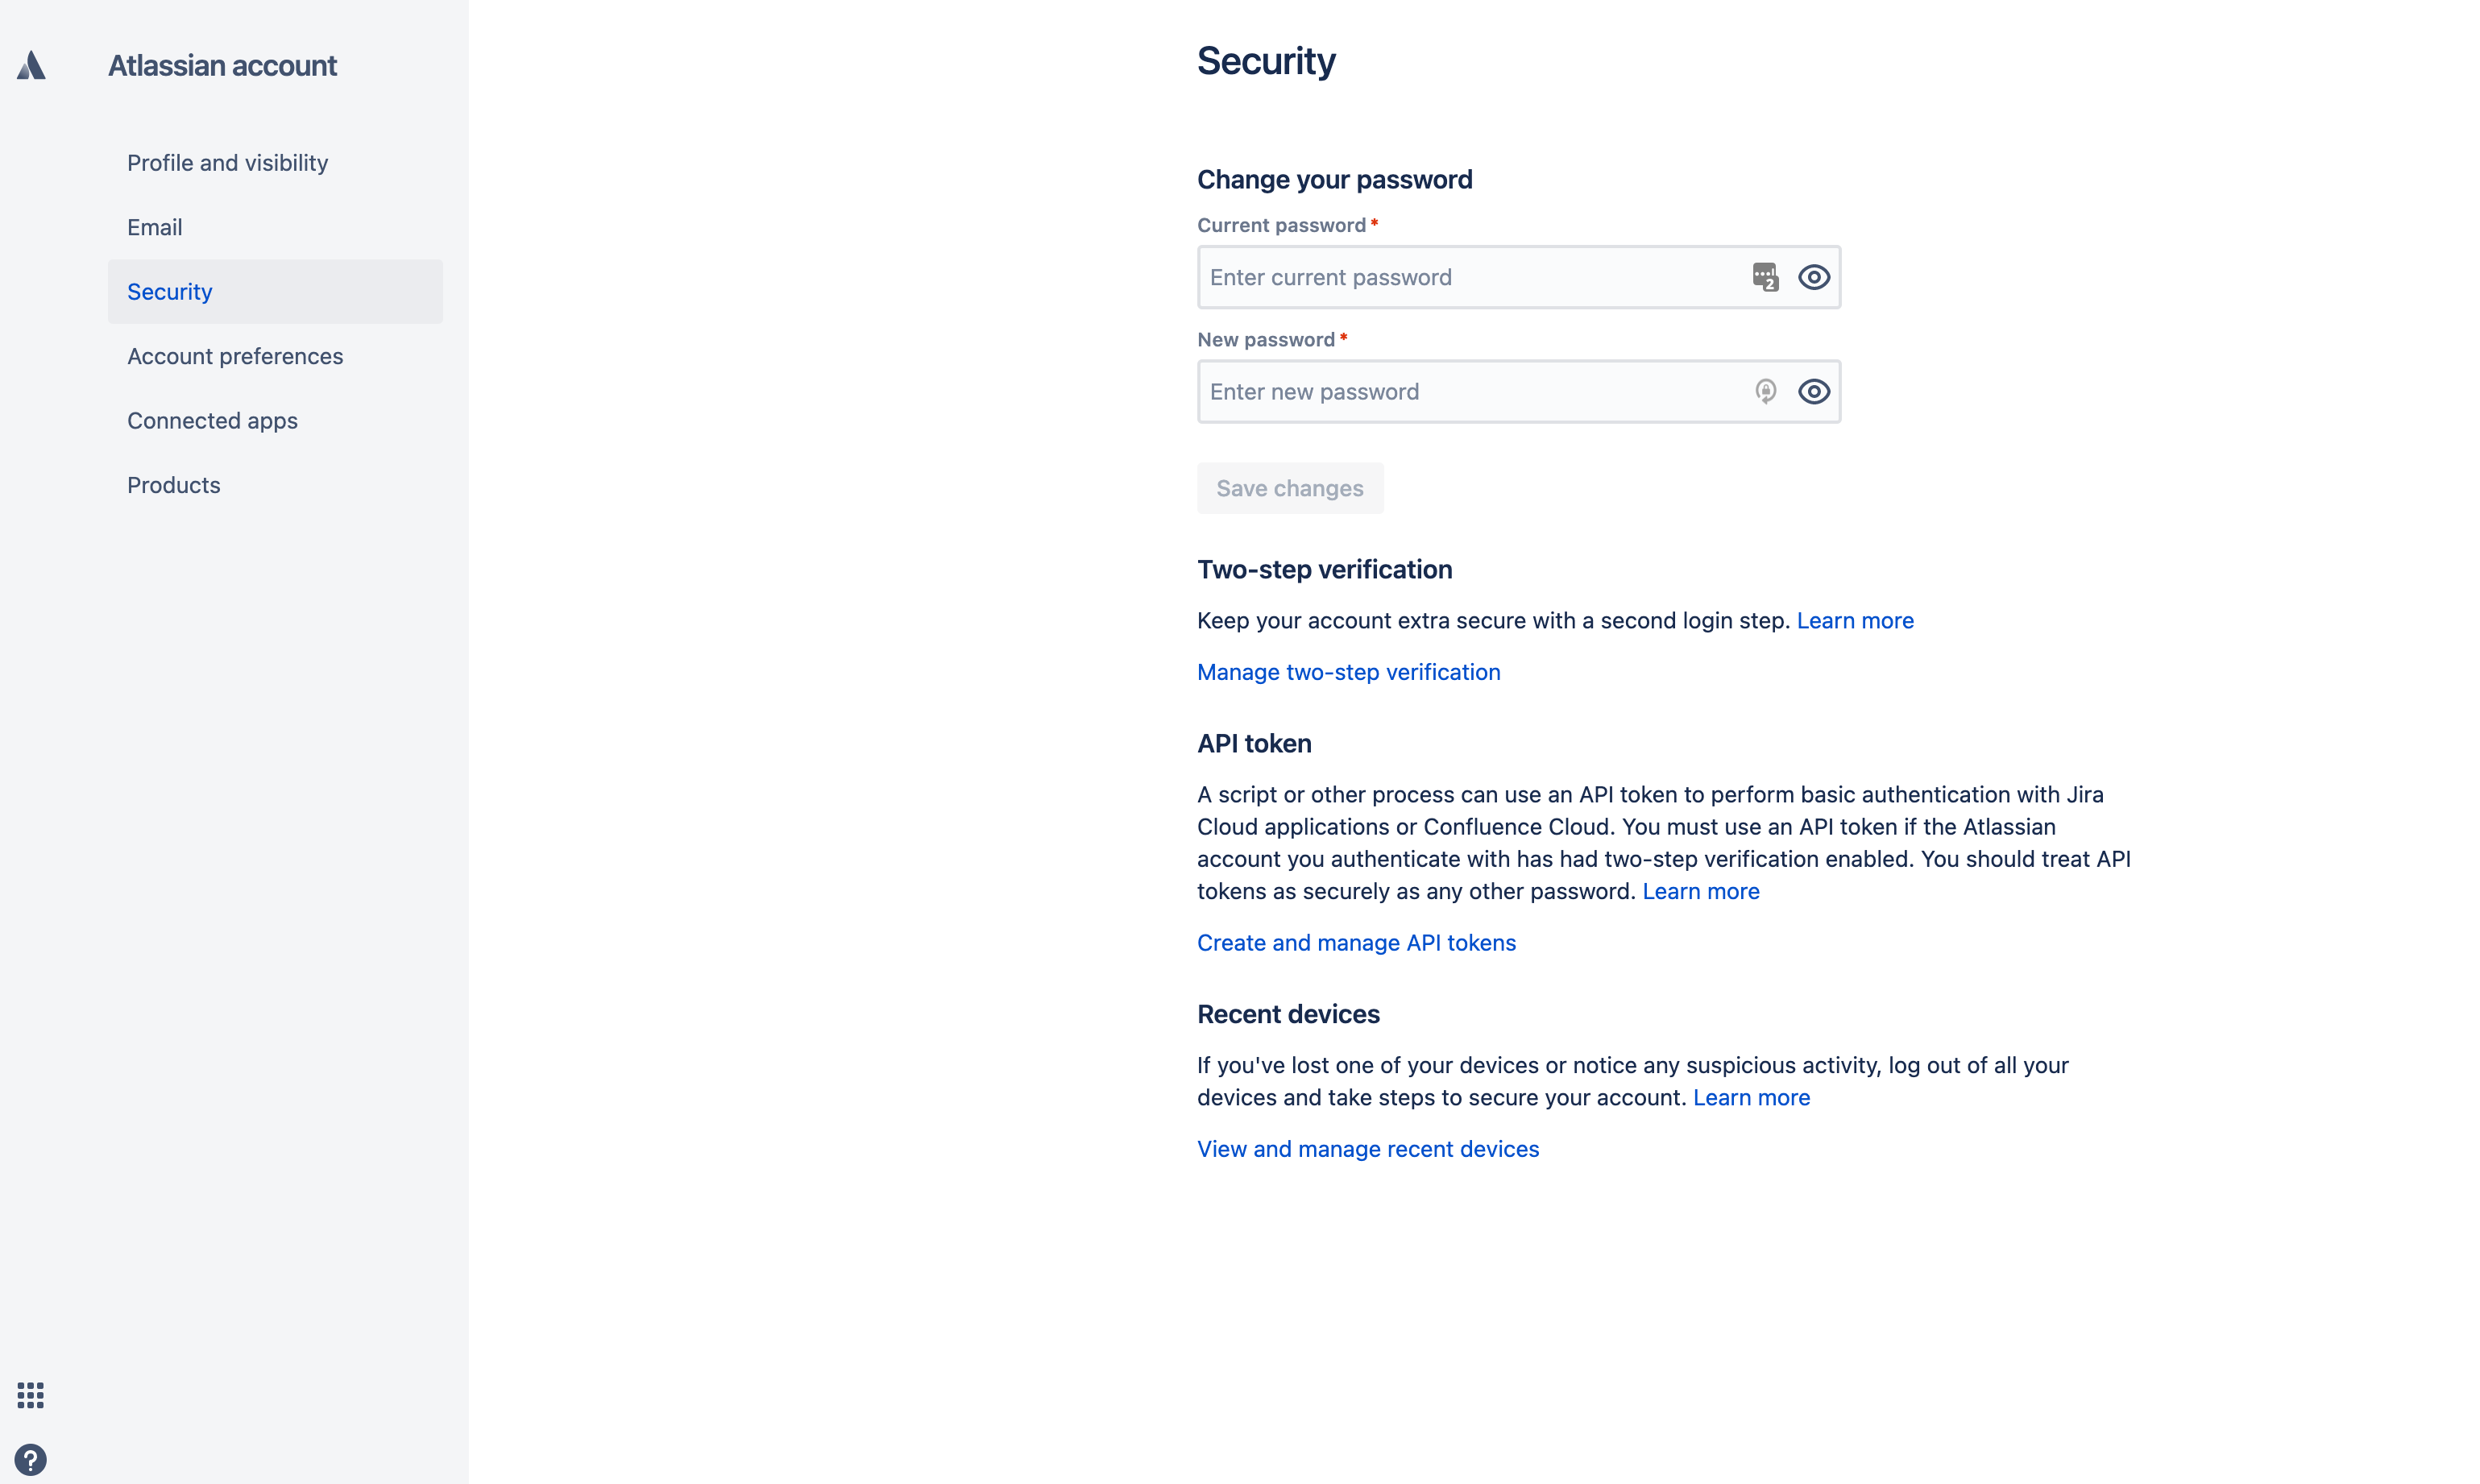 Atlassian account
Profile and visibility
Email
Security
Account preferences
Connected apps
Products
Security
Change your password
Current password *
Enter current password
2
New password *
Enter new password
Save changes
Two-step verification
Keep your account extra secure with a second login step. Learn more
Manage two-step verification
API token
A script or other process can use an API token to perform basic authentication with Jira
Cloud applications or Confluence Cloud. You must use an API token if the Atlassian
account you authenticate with has had two-step verification enabled. You should treat API
tokens as securely as any other password. Learn more
Create and manage API tokens
Recent devices
If you've lost one of your devices or notice any suspicious activity, log out of all your
devices and take steps to secure your account. Learn more
View and manage recent devices
?